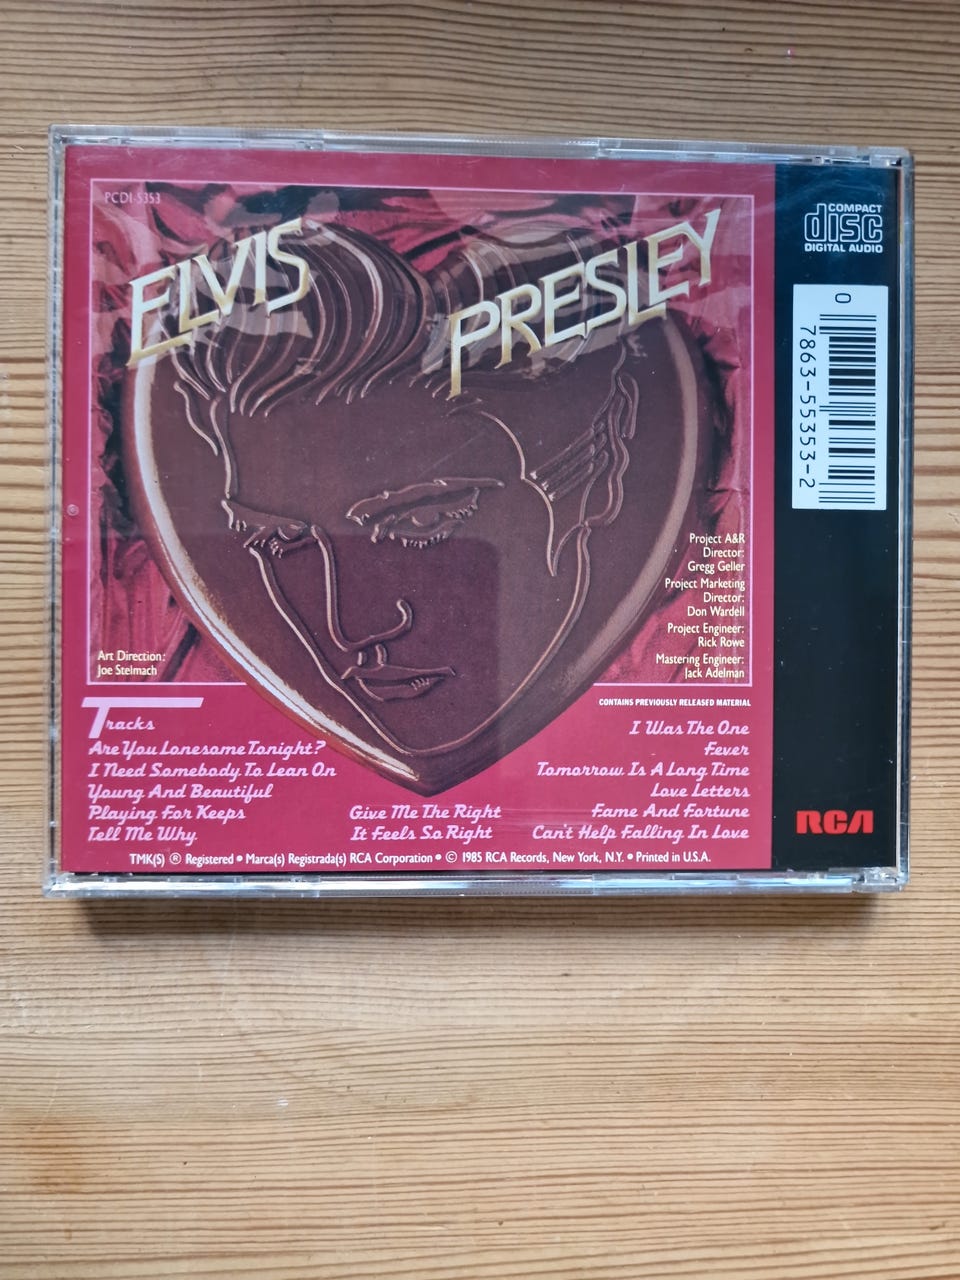 PCD1-5353
ELVIS
PRESLEY
COMPACT
disc
DIGITAL AUDIO
0
7863-55353-2
Project A&R
Director:
Gregg Geller
Project Marketing
Director:
Don Wardell
Project Engineer:
Rick Rowe
Mastering Engineer:
Jack Adelman
Art Direction:
Joe Stelmach
CONTAINS PREVIOUSLY RELEASED MATERIAL
Tracks
Are You Lonesome Tonight?
I Need Somebody To Lean On
Young And Beautiful
Playing For Keeps
Tell Me Why
Give Me The Right
It Feels So Right
I Was The One
Fever
Tomorrow Is A Long Time
Love Letters
Fame And Fortune
Can't Help Falling In Love
TMK(S) ® Registered • Marca(s) Registrada(s) RCA Corporation • © 1985 RCA Records, New York, N.Y. • Printed in U.S.A.
RCA